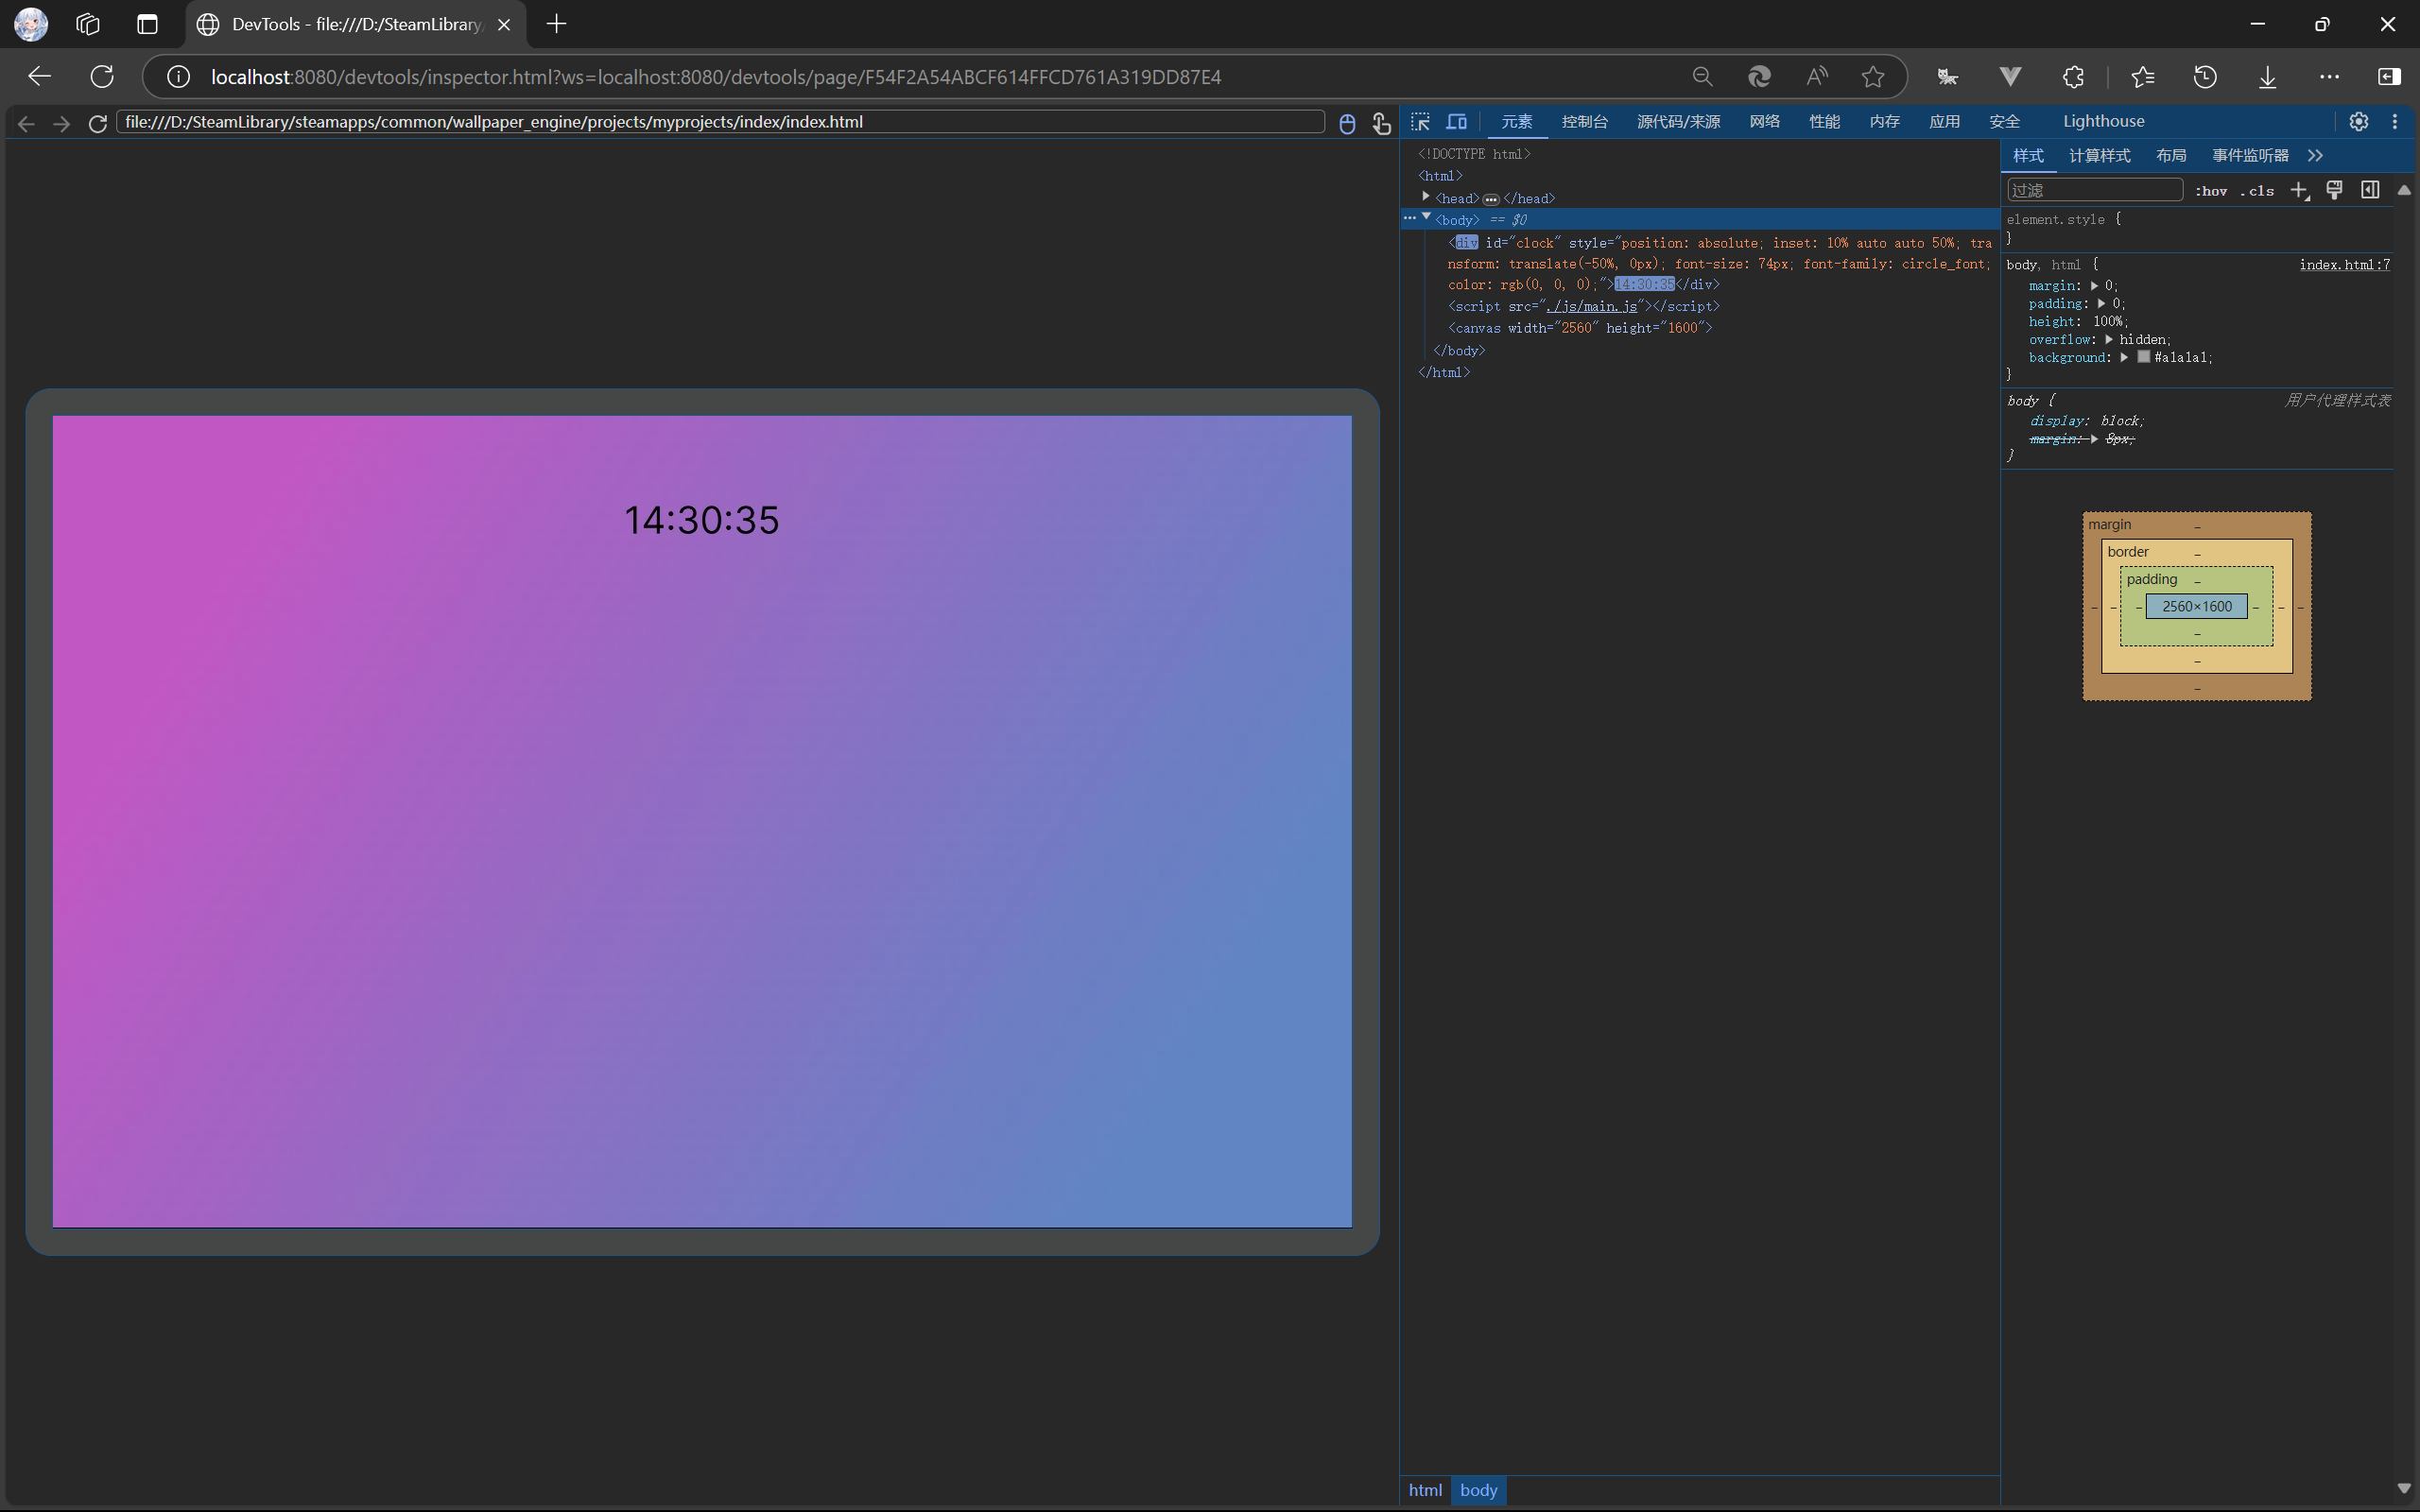 DevTools - file:///D:/SteamLibrary/
localhost:8080/devtools/inspector.html?ws=localhost:8080/devtools/page/F54F2A54ABCF614FFCD761A319DD87E4
file:///D:/SteamLibrary/steamapps/common/wallpaper_engine/projects/myprojects/index/index.html
元素 控制台 源代码/来源 网络 性能 内存 应用 安全 Lighthouse
14:30:35
<!DOCTYPE html>
<html>
<head>…</head>
… <body> == $0
<div id="clock" style="position: absolute; inset: 10% auto auto 50%; tra
nsform: translate(-50%, 0px); font-size: 74px; font-family: circle_font;
color: rgb(0, 0, 0);">14:30:35</div>
<script src="./js/main.js"></script>
<canvas width="2560" height="1600">
</body>
</html>
html body
样式 计算样式 布局 事件监听器
过滤 :hov .cls
element.style {
}
body, html { index.html:7
margin: 0;
padding: 0;
height: 100%;
overflow: hidden;
background: #a1a1a1;
}
body { 用户代理样式表
display: block;
margin: 8px;
}
margin –
border –
padding –
– – – 2560×1600 – – –
–
–
–